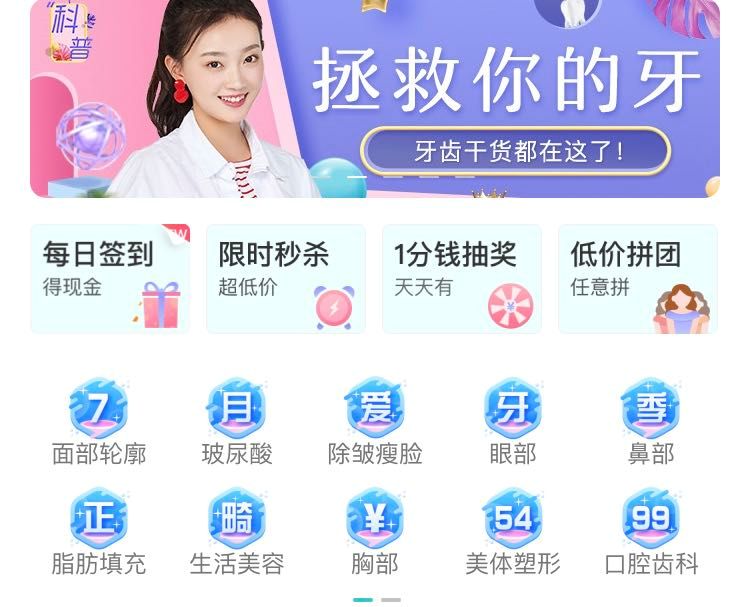 科
普
拯救你的牙
牙齿干货都在这了!
每日签到
得现金
限时秒杀
超低价
1分钱抽奖
天天有
低价拼团
任意拼
7 月 爱 牙 季
面部轮廓 玻尿酸 除皱瘦脸 眼部 鼻部
正 畸 ¥ 54 99
脂肪填充 生活美容 胸部 美体塑形 口腔齿科